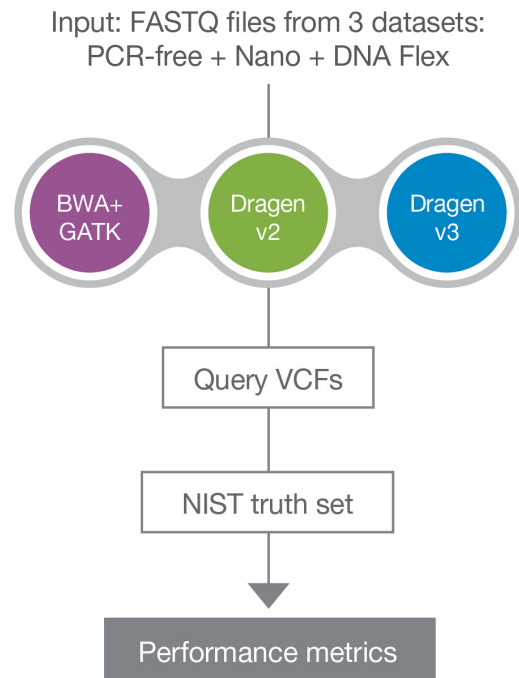 Input: FASTQ files from 3 datasets:
PCR-free + Nano + DNA Flex
BWA+
GATK
Dragen
v2
Dragen
v3
Query VCFs
NIST truth set
Performance metrics